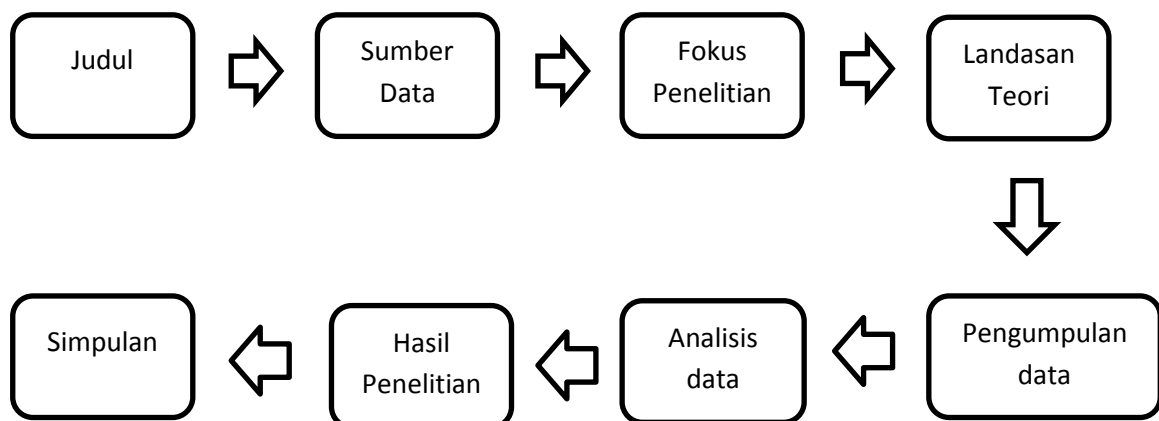 Judul
Sumber
Data
Fokus
Penelitian
Landasan
Teori
Pengumpulan
data
Analisis
data
Hasil
Penelitian
Simpulan